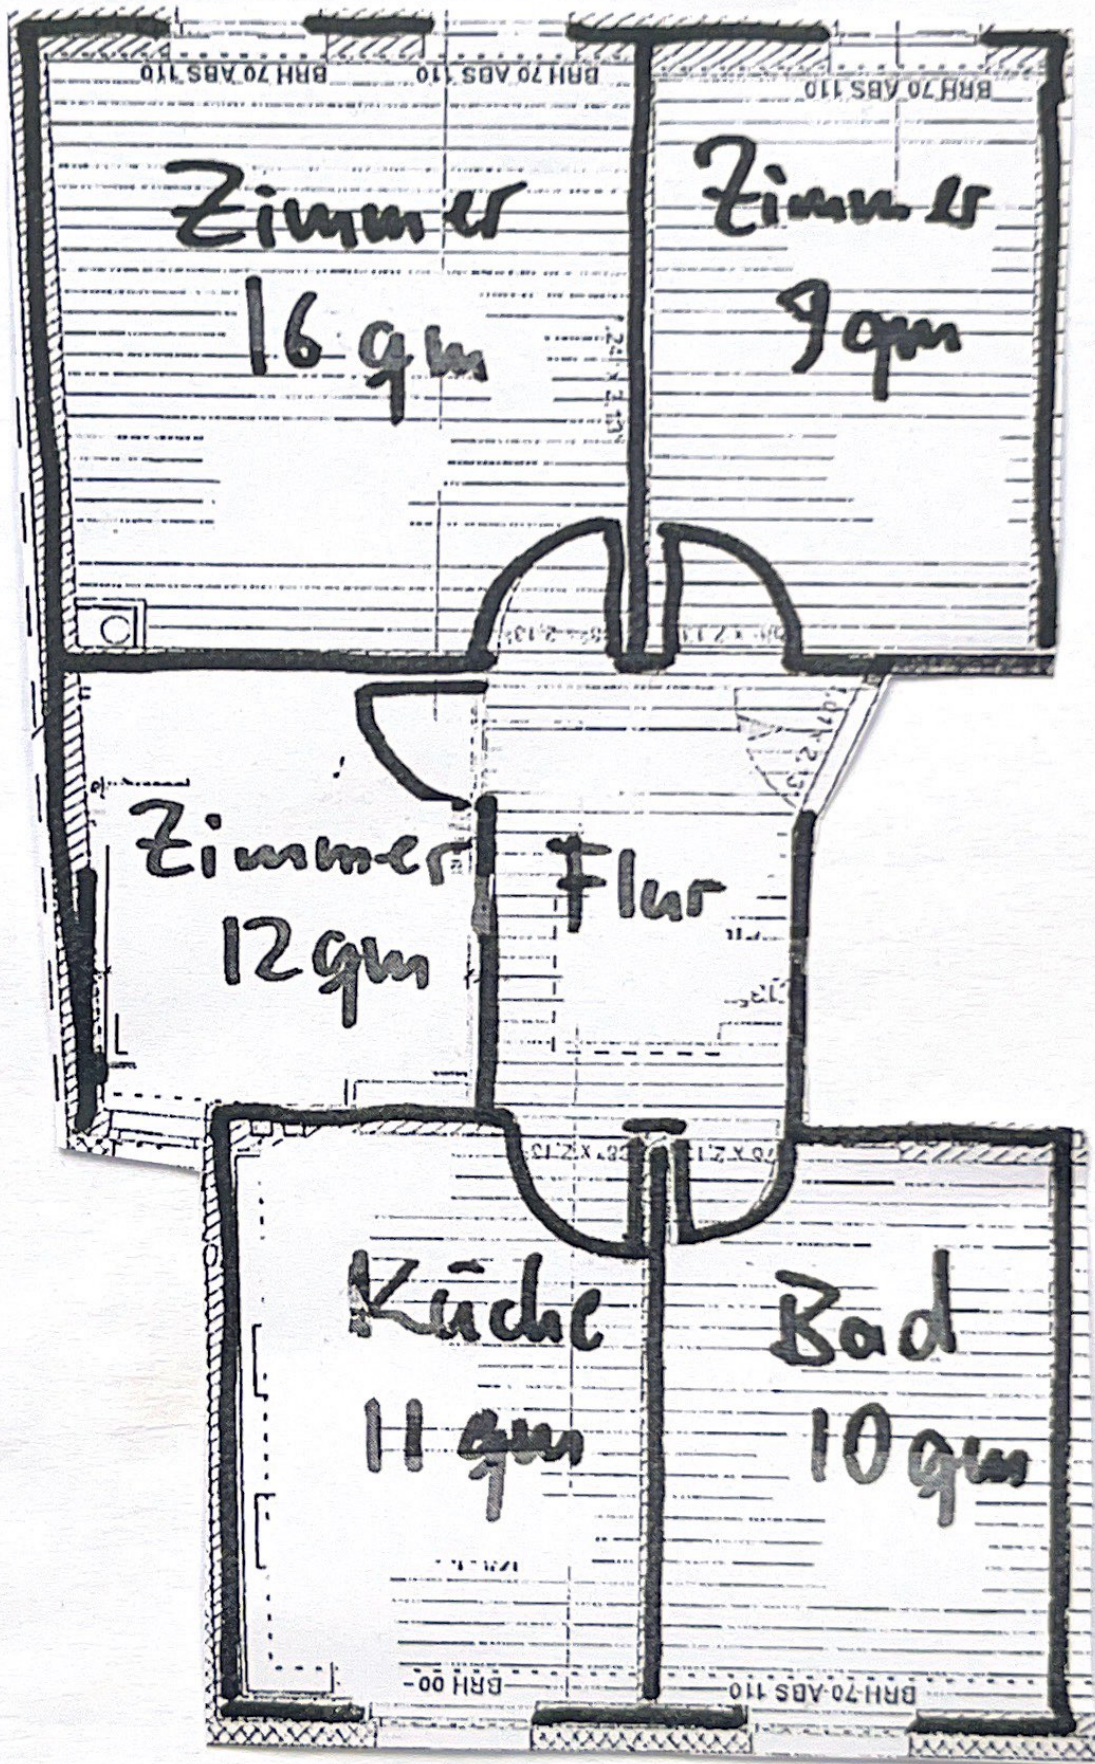 BRH 70 ABS 110
BRH 70 ABS 110
BRH 70 ABS 110
Zimmer
16 qm
Zimmer
9 qm
Zimmer
12 qm
Flur
Küche
11 qm
Bad
10 qm
BRH 00
BRH 70 ABS 110